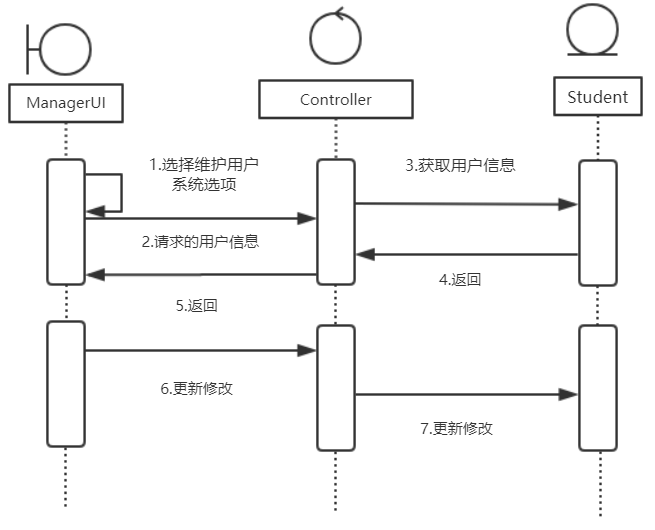 ManagerUI
Controller
Student
1.选择维护用户
系统选项
3.获取用户信息
2.请求的用户信息
4.返回
5.返回
6.更新修改
7.更新修改